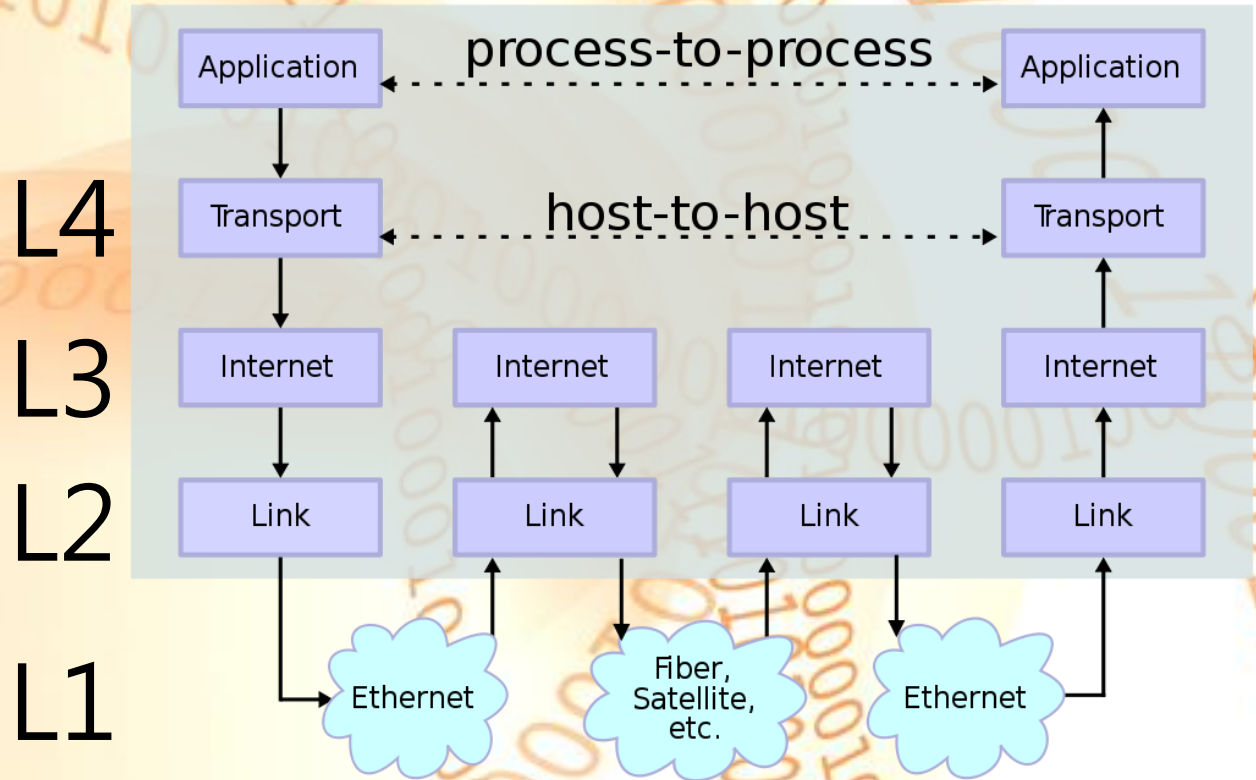 Application
process-to-process
Application
L4
Transport
host-to-host
Transport
L3
Internet
Internet
Internet
Internet
L2
Link
Link
Link
Link
L1
Ethernet
Fiber,
Satellite,
etc.
Ethernet